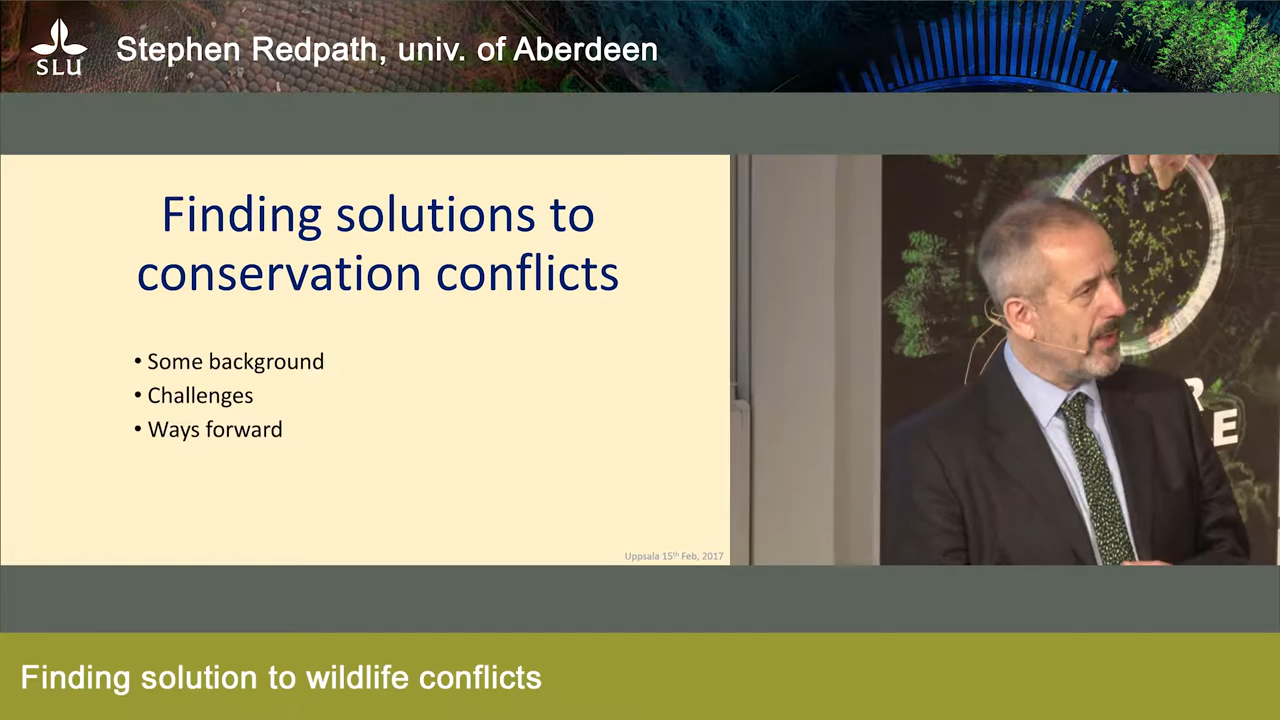 SLU
Stephen Redpath, univ. of Aberdeen
Finding solutions to
conservation conflicts
• Some background
• Challenges
• Ways forward
Uppsala 15th Feb, 2017
Finding solution to wildlife conflicts